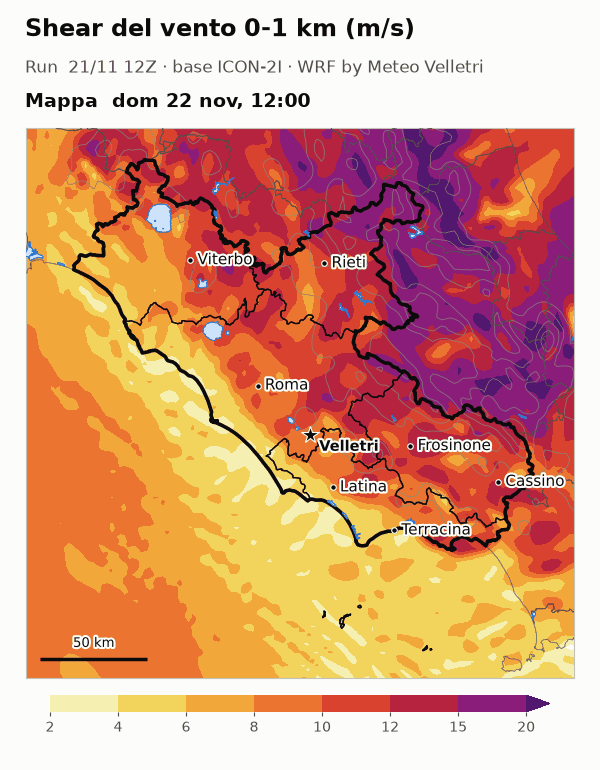 Shear del vento 0-1 km (m/s)
Run  21/11 12Z · base ICON-2I · WRF by Meteo Velletri
Mappa  dom 22 nov, 12:00
Viterbo
Rieti
Roma
Velletri
Frosinone
Latina
Cassino
Terracina
50 km
2 4 6 8 10 12 15 20